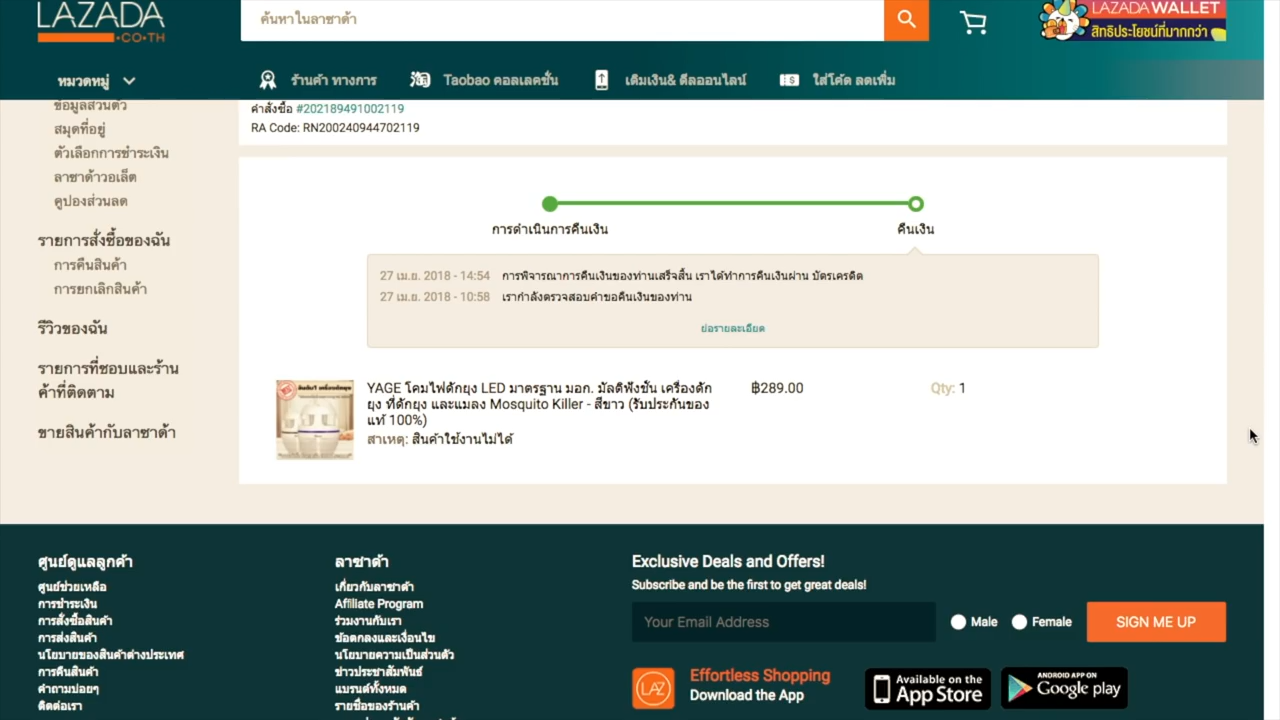 LAZADA
.CO.TH
ค้นหาในลาซาด้า
LAZADA WALLET
สิทธิประโยชน์ที่มากกว่า
หมวดหมู่
ร้านค้า ทางการ
Taobao คอลเลคชั่น
เติมเงิน& ดีลออนไลน์
ใส่โค้ด ลดเพิ่ม
ข้อมูลส่วนตัว
สมุดที่อยู่
ตัวเลือกการชำระเงิน
ลาซาด้าวอเล็ต
คูปองส่วนลด
รายการสั่งซื้อของฉัน
การคืนสินค้า
การยกเลิกสินค้า
รีวิวของฉัน
รายการที่ชอบและร้าน
ค้าที่ติดตาม
ขายสินค้ากับลาซาด้า
คำสั่งซื้อ #202189491002119
RA Code: RN200240944702119
การดำเนินการคืนเงิน
คืนเงิน
27 เม.ย. 2018 - 14:54 การพิจารณาการคืนเงินของท่านเสร็จสิ้น เราได้ทำการคืนเงินผ่าน บัตรเครดิต
27 เม.ย. 2018 - 10:58 เรากำลังตรวจสอบคำขอคืนเงินของท่าน
ย่อรายละเอียด
YAGE โคมไฟดักยุง LED มาตรฐาน มอก. มัลติฟังชั่น เครื่องดัก
ยุง ที่ดักยุง และแมลง Mosquito Killer - สีขาว (รับประกันของ
แท้ 100%)
สาเหตุ: สินค้าใช้งานไม่ได้
฿289.00
Qty: 1
ศูนย์ดูแลลูกค้า
ศูนย์ช่วยเหลือ
การชำระเงิน
การสั่งซื้อสินค้า
การส่งสินค้า
นโยบายของสินค้าต่างประเทศ
การคืนสินค้า
คำถามบ่อยๆ
ติดต่อเรา
ลาซาด้า
เกี่ยวกับลาซาด้า
Affiliate Program
ร่วมงานกับเรา
ข้อตกลงและเงื่อนไข
นโยบายความเป็นส่วนตัว
ข่าวประชาสัมพันธ์
แบรนด์ทั้งหมด
รายชื่อของร้านค้า
Exclusive Deals and Offers!
Subscribe and be the first to get great deals!
Your Email Address
Male
Female
SIGN ME UP
LAZ
Effortless Shopping
Download the App
Available on the
App Store
ANDROID APP ON
Google play